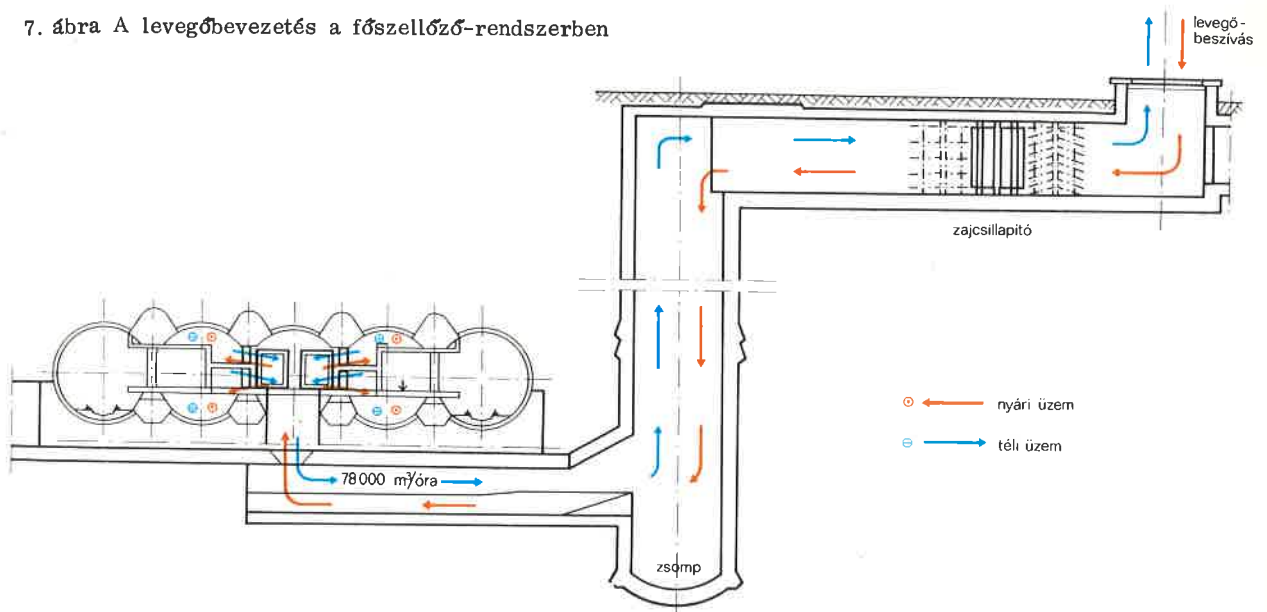 7. ábra A levegőbevezetés a főszellőző-rendszerben
levegő-
beszívás
zajcsillapító
nyári üzem
téli üzem
78000 m³/óra
zsomp